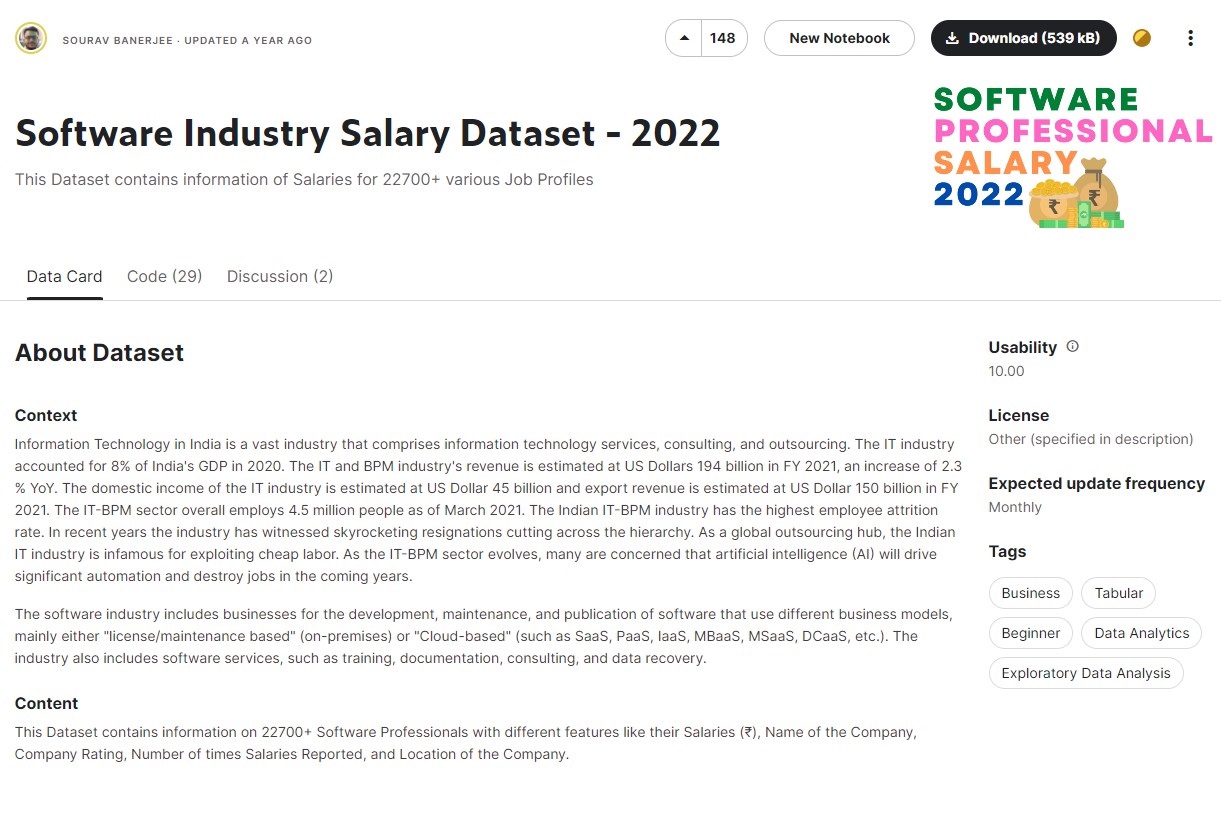 SOURAV BANERJEE · UPDATED A YEAR AGO
148
New Notebook
Download (539 kB)
Software Industry Salary Dataset - 2022
This Dataset contains information of Salaries for 22700+ various Job Profiles
SOFTWARE
PROFESSIONAL
SALARY
2022
₹
₹
Data Card
Code (29)
Discussion (2)
About Dataset
Context
Information Technology in India is a vast industry that comprises information technology services, consulting, and outsourcing. The IT industry
accounted for 8% of India's GDP in 2020. The IT and BPM industry's revenue is estimated at US Dollars 194 billion in FY 2021, an increase of 2.3
% YoY. The domestic income of the IT industry is estimated at US Dollar 45 billion and export revenue is estimated at US Dollar 150 billion in FY
2021. The IT-BPM sector overall employs 4.5 million people as of March 2021. The Indian IT-BPM industry has the highest employee attrition
rate. In recent years the industry has witnessed skyrocketing resignations cutting across the hierarchy. As a global outsourcing hub, the Indian
IT industry is infamous for exploiting cheap labor. As the IT-BPM sector evolves, many are concerned that artificial intelligence (AI) will drive
significant automation and destroy jobs in the coming years.
The software industry includes businesses for the development, maintenance, and publication of software that use different business models,
mainly either "license/maintenance based" (on-premises) or "Cloud-based" (such as SaaS, PaaS, IaaS, MBaaS, MSaaS, DCaaS, etc.). The
industry also includes software services, such as training, documentation, consulting, and data recovery.
Content
This Dataset contains information on 22700+ Software Professionals with different features like their Salaries (₹), Name of the Company,
Company Rating, Number of times Salaries Reported, and Location of the Company.
Usability
10.00
License
Other (specified in description)
Expected update frequency
Monthly
Tags
Business
Tabular
Beginner
Data Analytics
Exploratory Data Analysis